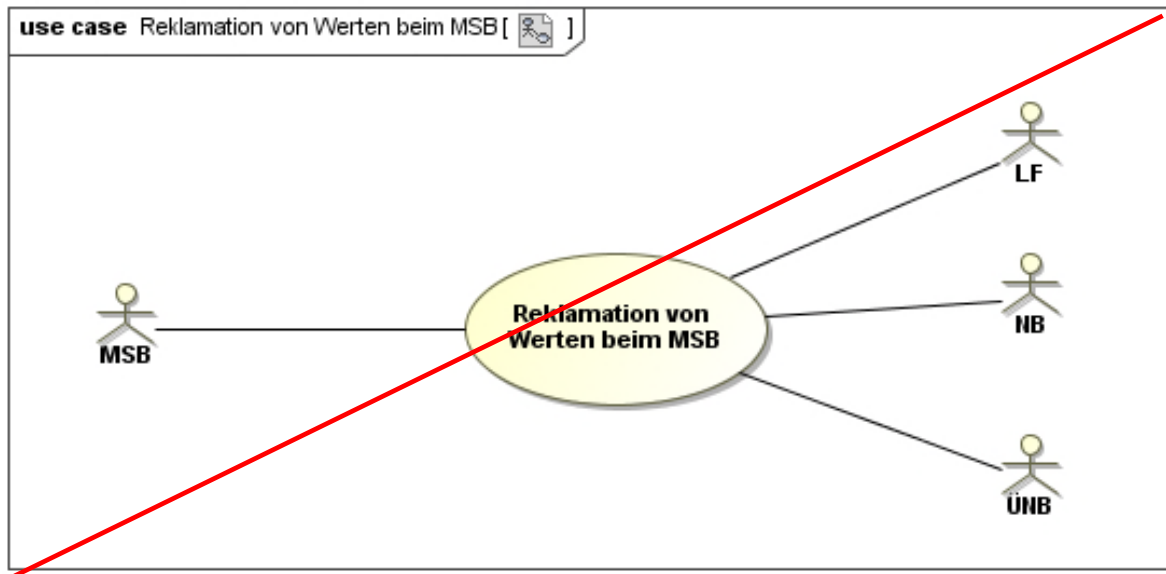 use case Reklamation von Werten beim MSB [ ]
LF
Reklamation von
Werten beim MSB
NB
MSB
ÜNB